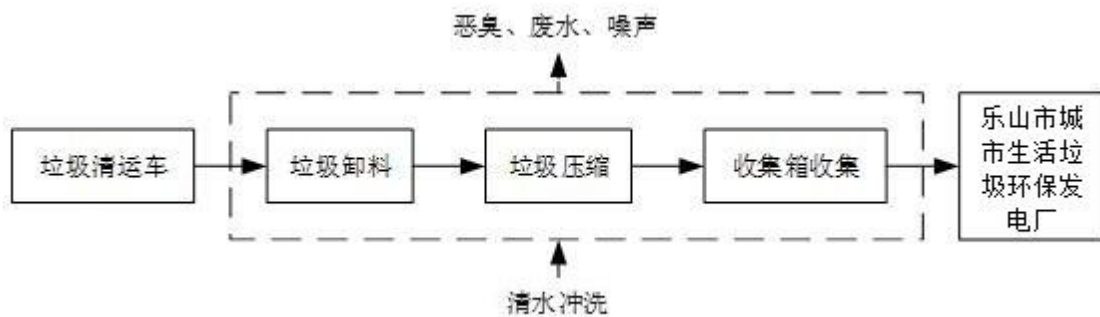 恶臭、废水、噪声
垃圾清运车
垃圾卸料
垃圾压缩
收集箱收集
乐山市城
市生活垃
圾环保发
电厂
清水冲洗